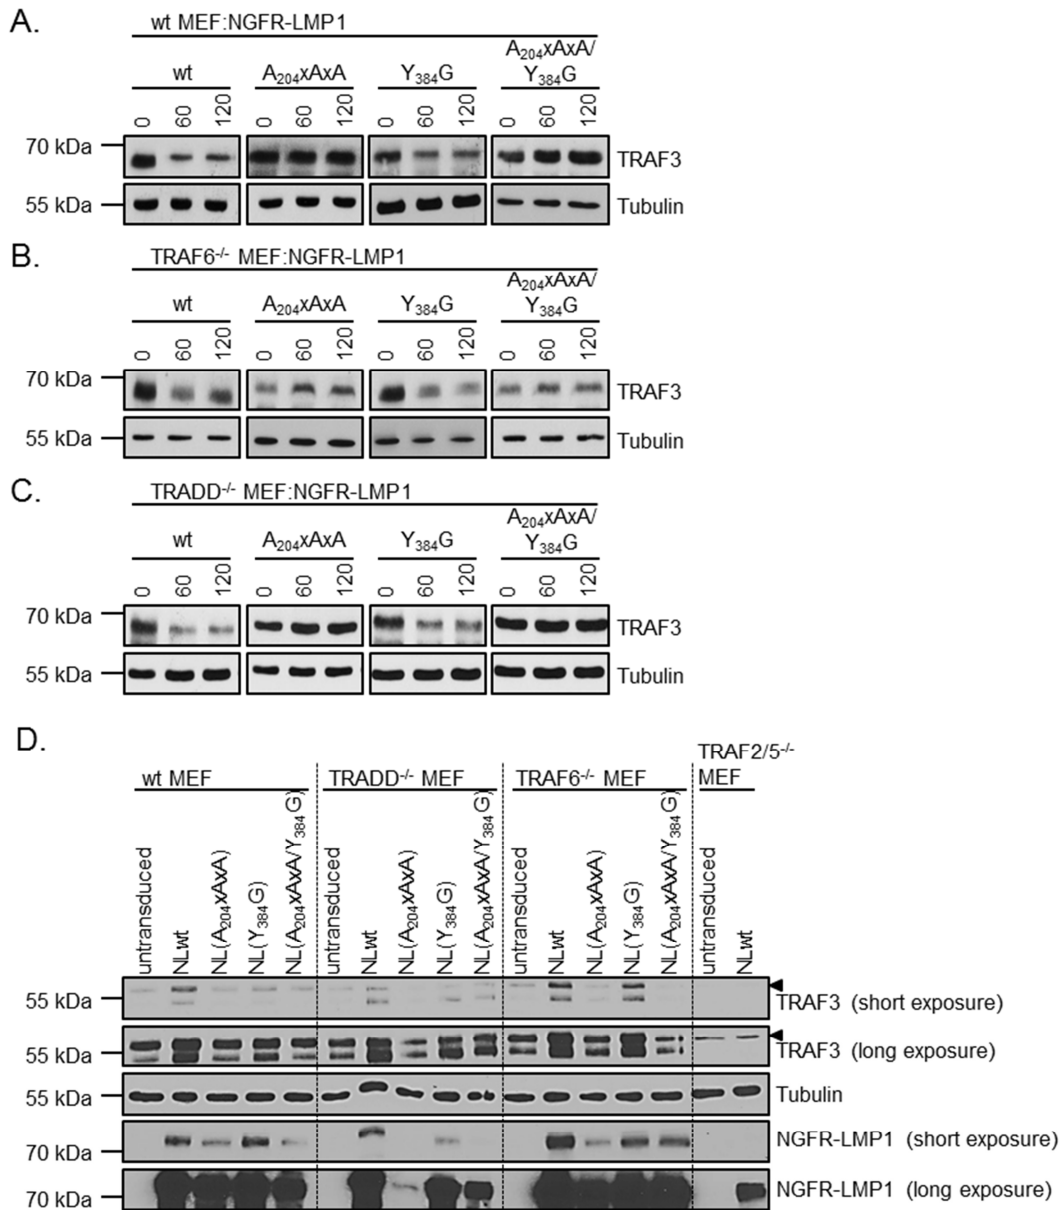 A.
wt MEF:NGFR-LMP1
wt A₂₀₄xAxA Y₃₈₄G A₂₀₄xAxA/
Y₃₈₄G
0 60 120 0 60 120 0 60 120 0 60 120
70 kDa TRAF3
55 kDa Tubulin
B.
TRAF6-/- MEF:NGFR-LMP1
wt A₂₀₄xAxA Y₃₈₄G A₂₀₄xAxA/
Y₃₈₄G
0 60 120 0 60 120 0 60 120 0 60 120
70 kDa TRAF3
55 kDa Tubulin
C.
TRADD-/- MEF:NGFR-LMP1
wt A₂₀₄xAxA Y₃₈₄G A₂₀₄xAxA/
Y₃₈₄G
0 60 120 0 60 120 0 60 120 0 60 120
70 kDa TRAF3
55 kDa Tubulin
D.
wt MEF TRADD-/- MEF TRAF6-/- MEF TRAF2/5-/-
MEF
untransduced
NLwt
NL(A₂₀₄xAxA)
NL(Y₃₈₄G)
NL(A₂₀₄xAxA/Y₃₈₄G)
untransduced
NLwt
NL(A₂₀₄xAxA)
NL(Y₃₈₄G)
NL(A₂₀₄xAxA/Y₃₈₄G)
untransduced
NLwt
NL(A₂₀₄xAxA)
NL(Y₃₈₄G)
NL(A₂₀₄xAxA/Y₃₈₄G)
untransduced
NLwt
55 kDa TRAF3 (short exposure)
55 kDa TRAF3 (long exposure)
55 kDa Tubulin
70 kDa NGFR-LMP1 (short exposure)
70 kDa NGFR-LMP1 (long exposure)